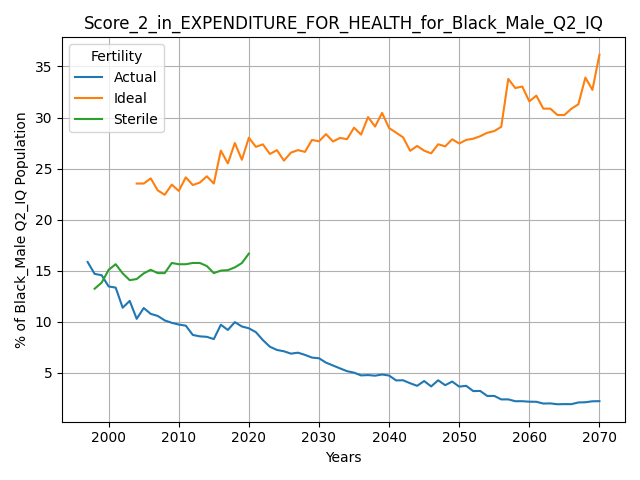 Score_2_in_EXPENDITURE_FOR_HEALTH_for_Black_Male_Q2_IQ
Fertility
Actual
Ideal
Sterile
% of Black_Male Q2_IQ Population
35
30
25
20
15
10
5
2000 2010 2020 2030 2040 2050 2060 2070
Years